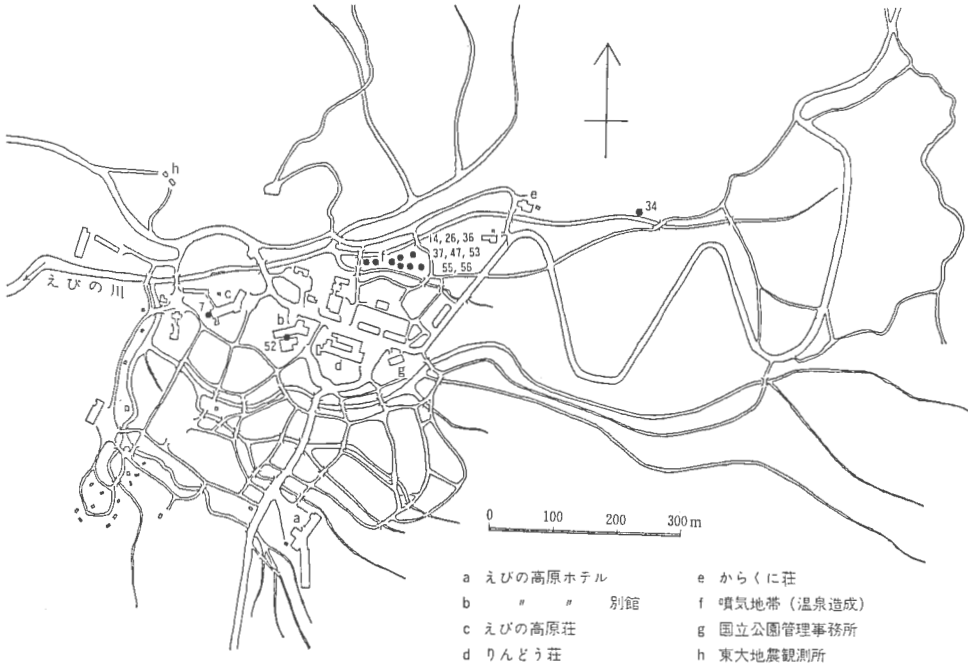 h
e
34
14, 26, 36
f
37, 47, 53
55, 56
えびの川
c
7
b
52
d
g
a
0 100 200 300 m
a えびの高原ホテル
b 〃 〃 別館
c えびの高原荘
d りんどう荘
e からくに荘
f 噴気地帯（温泉造成）
g 国立公園管理事務所
h 東大地震観測所